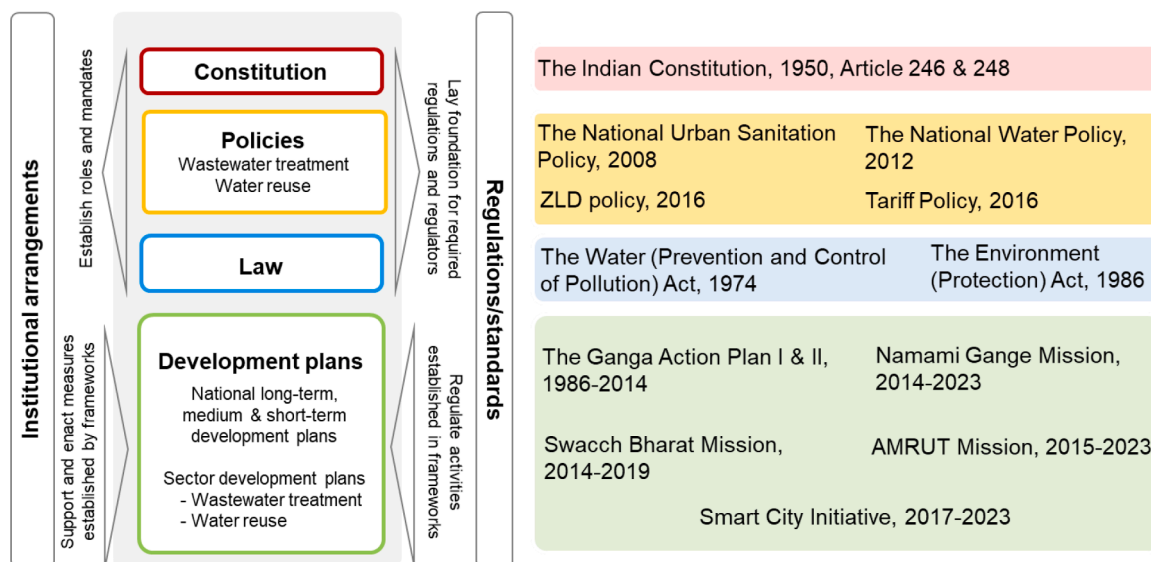 Institutional arrangements
Establish roles and mandates
Support and enact measures
established by frameworks
Constitution
Policies
Wastewater treatment
Water reuse
Law
Development plans
National long-term,
medium & short-term
development plans
Sector development plans
- Wastewater treatment
- Water reuse
Lay foundation for required
regulations and regulators
Regulate activities
established in frameworks
Regulations/standards
The Indian Constitution, 1950, Article 246 & 248
The National Urban Sanitation
Policy, 2008
The National Water Policy,
2012
ZLD policy, 2016
Tariff Policy, 2016
The Water (Prevention and Control
of Pollution) Act, 1974
The Environment
(Protection) Act, 1986
The Ganga Action Plan I & II,
1986-2014
Namami Gange Mission,
2014-2023
Swacch Bharat Mission,
2014-2019
AMRUT Mission, 2015-2023
Smart City Initiative, 2017-2023